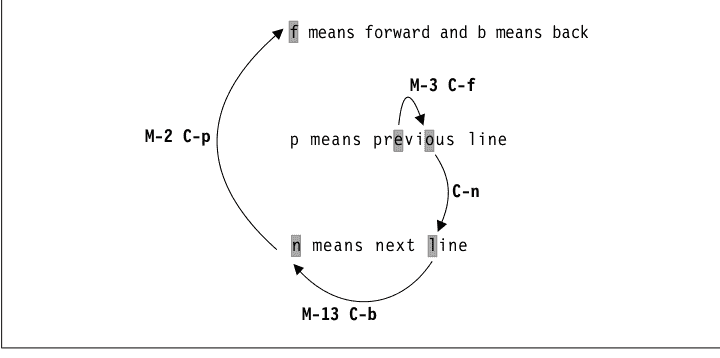 f means forward and b means back
M-3 C-f
M-2 C-p
p means previous line
C-n
n means next line
M-13 C-b